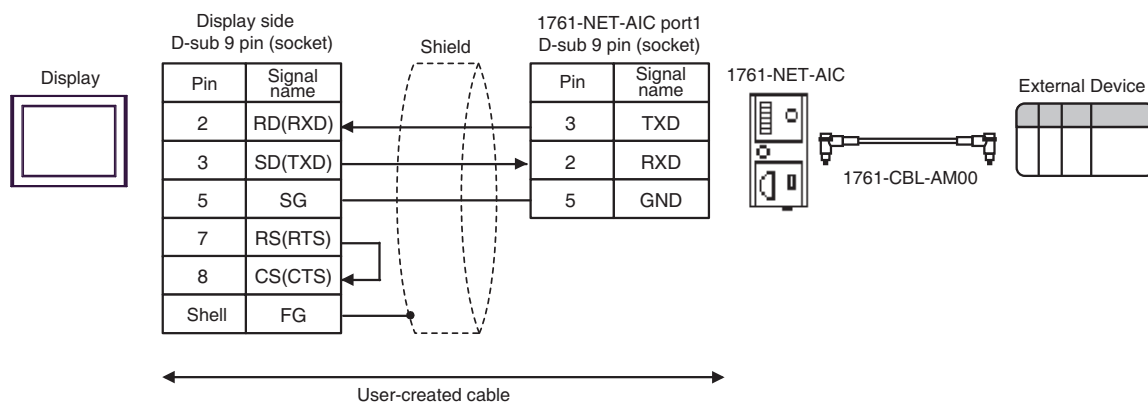 Display side
D-sub 9 pin (socket)
Shield
1761-NET-AIC port1
D-sub 9 pin (socket)
Display
Pin Signal name
2 RD(RXD)
3 SD(TXD)
5 SG
7 RS(RTS)
8 CS(CTS)
Shell FG
Pin Signal name
3 TXD
2 RXD
5 GND
1761-NET-AIC
1761-CBL-AM00
External Device
User-created cable